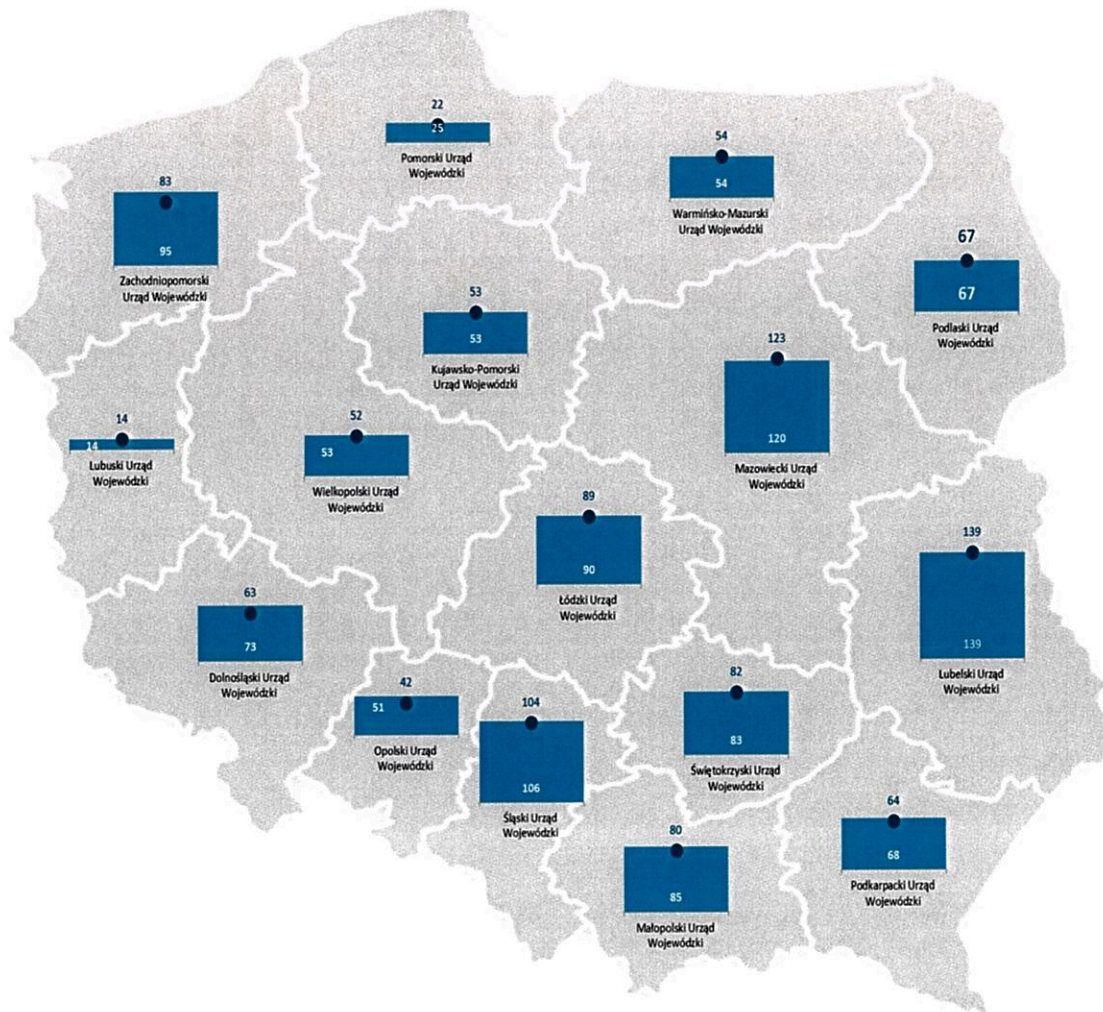 22
25
Pomorski Urząd
Wojewódzki
54
54
Warmińsko-Mazurski
Urząd Wojewódzki
83
95
Zachodniopomorski
Urząd Wojewódzki
67
67
Podlaski Urząd
Wojewódzki
53
53
Kujawsko-Pomorski
Urząd Wojewódzki
123
120
Mazowiecki Urząd
Wojewódzki
14
14
Lubuski Urząd
Wojewódzki
52
53
Wielkopolski Urząd
Wojewódzki
89
90
Łódzki Urząd
Wojewódzki
139
139
Lubelski Urząd
Wojewódzki
63
73
Dolnośląski Urząd
Wojewódzki
42
51
Opolski Urząd
Wojewódzki
104
106
Śląski Urząd
Wojewódzki
82
83
Świętokrzyski Urząd
Wojewódzki
80
85
Małopolski Urząd
Wojewódzki
64
68
Podkarpacki Urząd
Wojewódzki